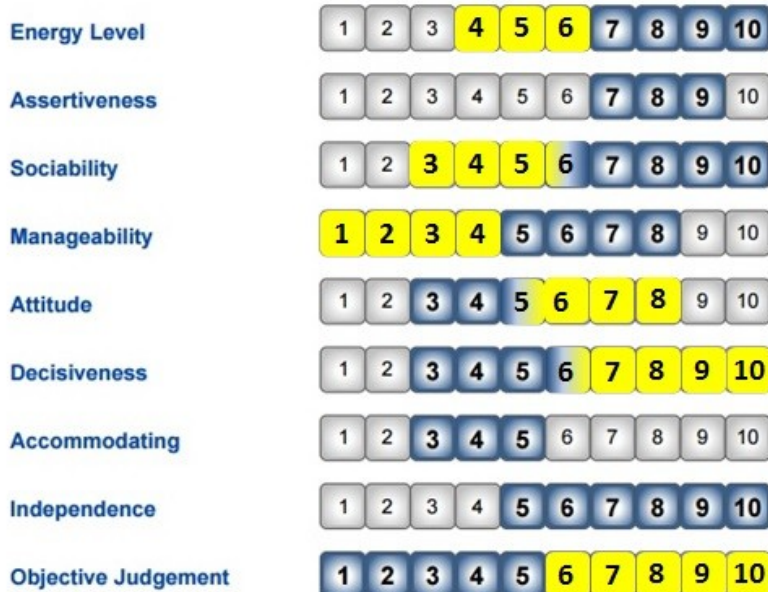 Energy Level 1 2 3 4 5 6 7 8 9 10
Assertiveness 1 2 3 4 5 6 7 8 9 10
Sociability 1 2 3 4 5 6 7 8 9 10
Manageability 1 2 3 4 5 6 7 8 9 10
Attitude 1 2 3 4 5 6 7 8 9 10
Decisiveness 1 2 3 4 5 6 7 8 9 10
Accommodating 1 2 3 4 5 6 7 8 9 10
Independence 1 2 3 4 5 6 7 8 9 10
Objective Judgement 1 2 3 4 5 6 7 8 9 10